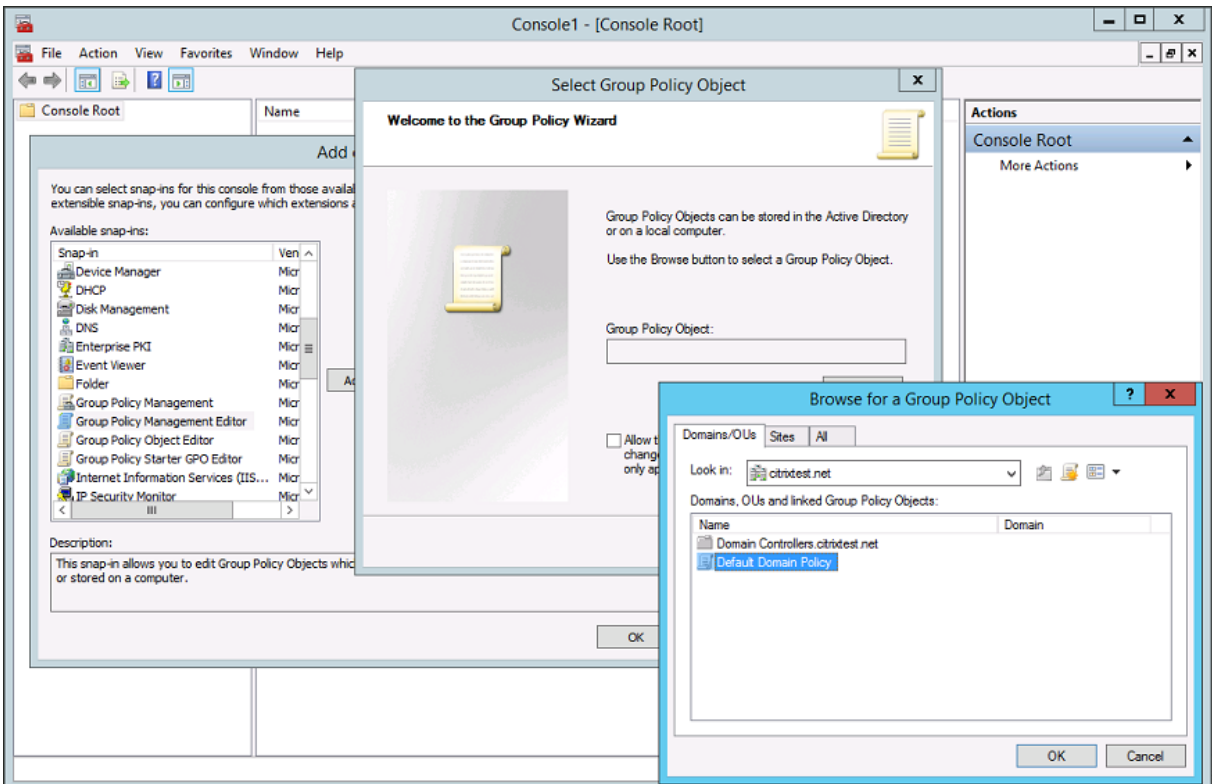 Console1 - [Console Root]
File Action View Favorites Window Help
Console Root
Name
Actions
Console Root
More Actions
Add
You can select snap-ins for this console from those availa
extensible snap-ins, you can configure which extensions a
Available snap-ins:
Snap-in Ven
Device Manager Micr
DHCP Micr
Disk Management Micr
DNS Micr
Enterprise PKI Micr
Event Viewer Micr
Folder Micr
Group Policy Management Micr
Group Policy Management Editor Micr
Group Policy Object Editor Micr
Group Policy Starter GPO Editor Micr
Internet Information Services (IIS... Micr
IP Security Monitor Micr
Description:
This snap-in allows you to edit Group Policy Objects whic
or stored on a computer.
OK
Select Group Policy Object
Welcome to the Group Policy Wizard
Group Policy Objects can be stored in the Active Directory
or on a local computer.
Use the Browse button to select a Group Policy Object.
Group Policy Object:
Allow t
chang
only ap
Browse for a Group Policy Object
Domains/OUs Sites All
Look in: citrixtest.net
Domains, OUs and linked Group Policy Objects:
Name Domain
Domain Controllers.citrixtest.net
Default Domain Policy
OK Cancel